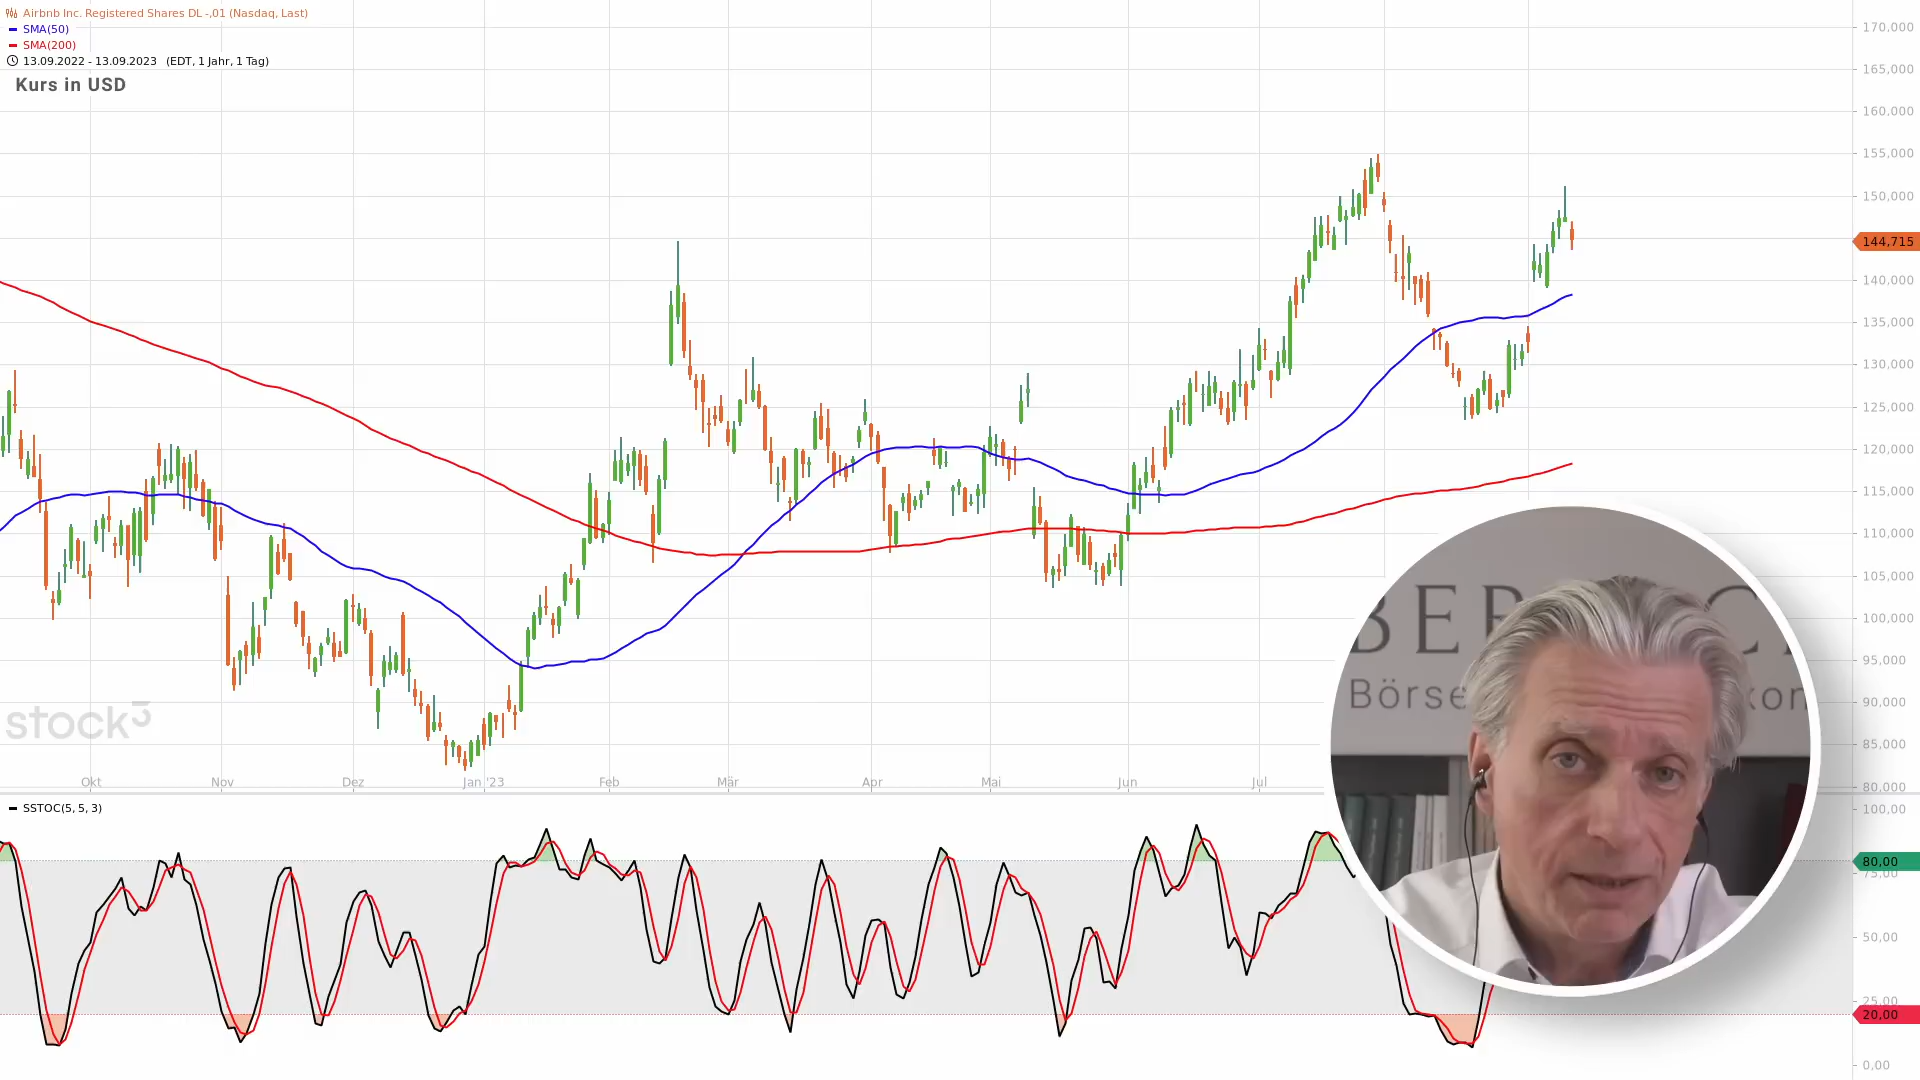 Airbnb Inc. Registered Shares DL -,01 (Nasdaq, Last)
SMA(50)
SMA(200)
13.09.2022 - 13.09.2023 (EDT, 1 Jahr, 1 Tag)
Kurs in USD
170,000
165,000
160,000
155,000
150,000
144,715
140,000
135,000
130,000
125,000
120,000
115,000
110,000
105,000
100,000
95,000
90,000
85,000
80,000
stock3
Okt Nov Dez Jan '23 Feb Mär Apr Mai Jun Jul
SSTOC(5, 5, 3)
100,00
80,00
75,00
50,00
25,00
20,00
0,00
Börse